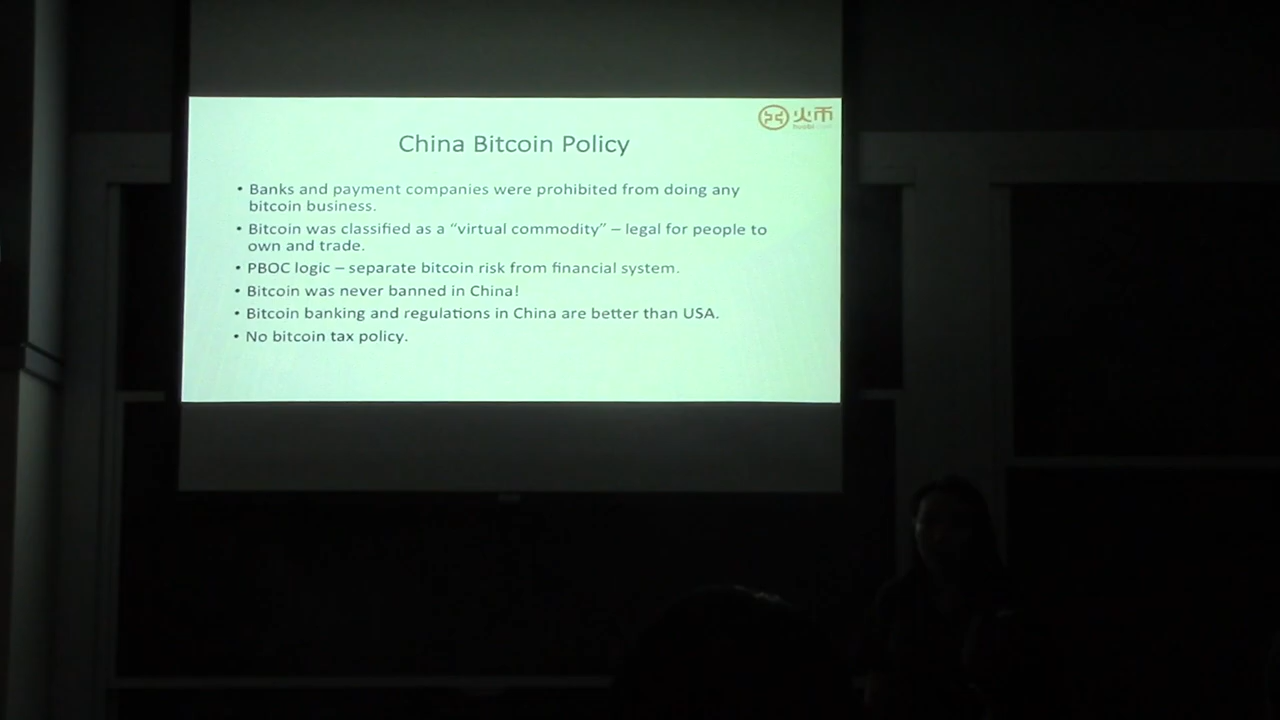 火币
huobi.com
China Bitcoin Policy
• Banks and payment companies were prohibited from doing any
bitcoin business.
• Bitcoin was classified as a “virtual commodity” – legal for people to
own and trade.
• PBOC logic – separate bitcoin risk from financial system.
• Bitcoin was never banned in China!
• Bitcoin banking and regulations in China are better than USA.
• No bitcoin tax policy.